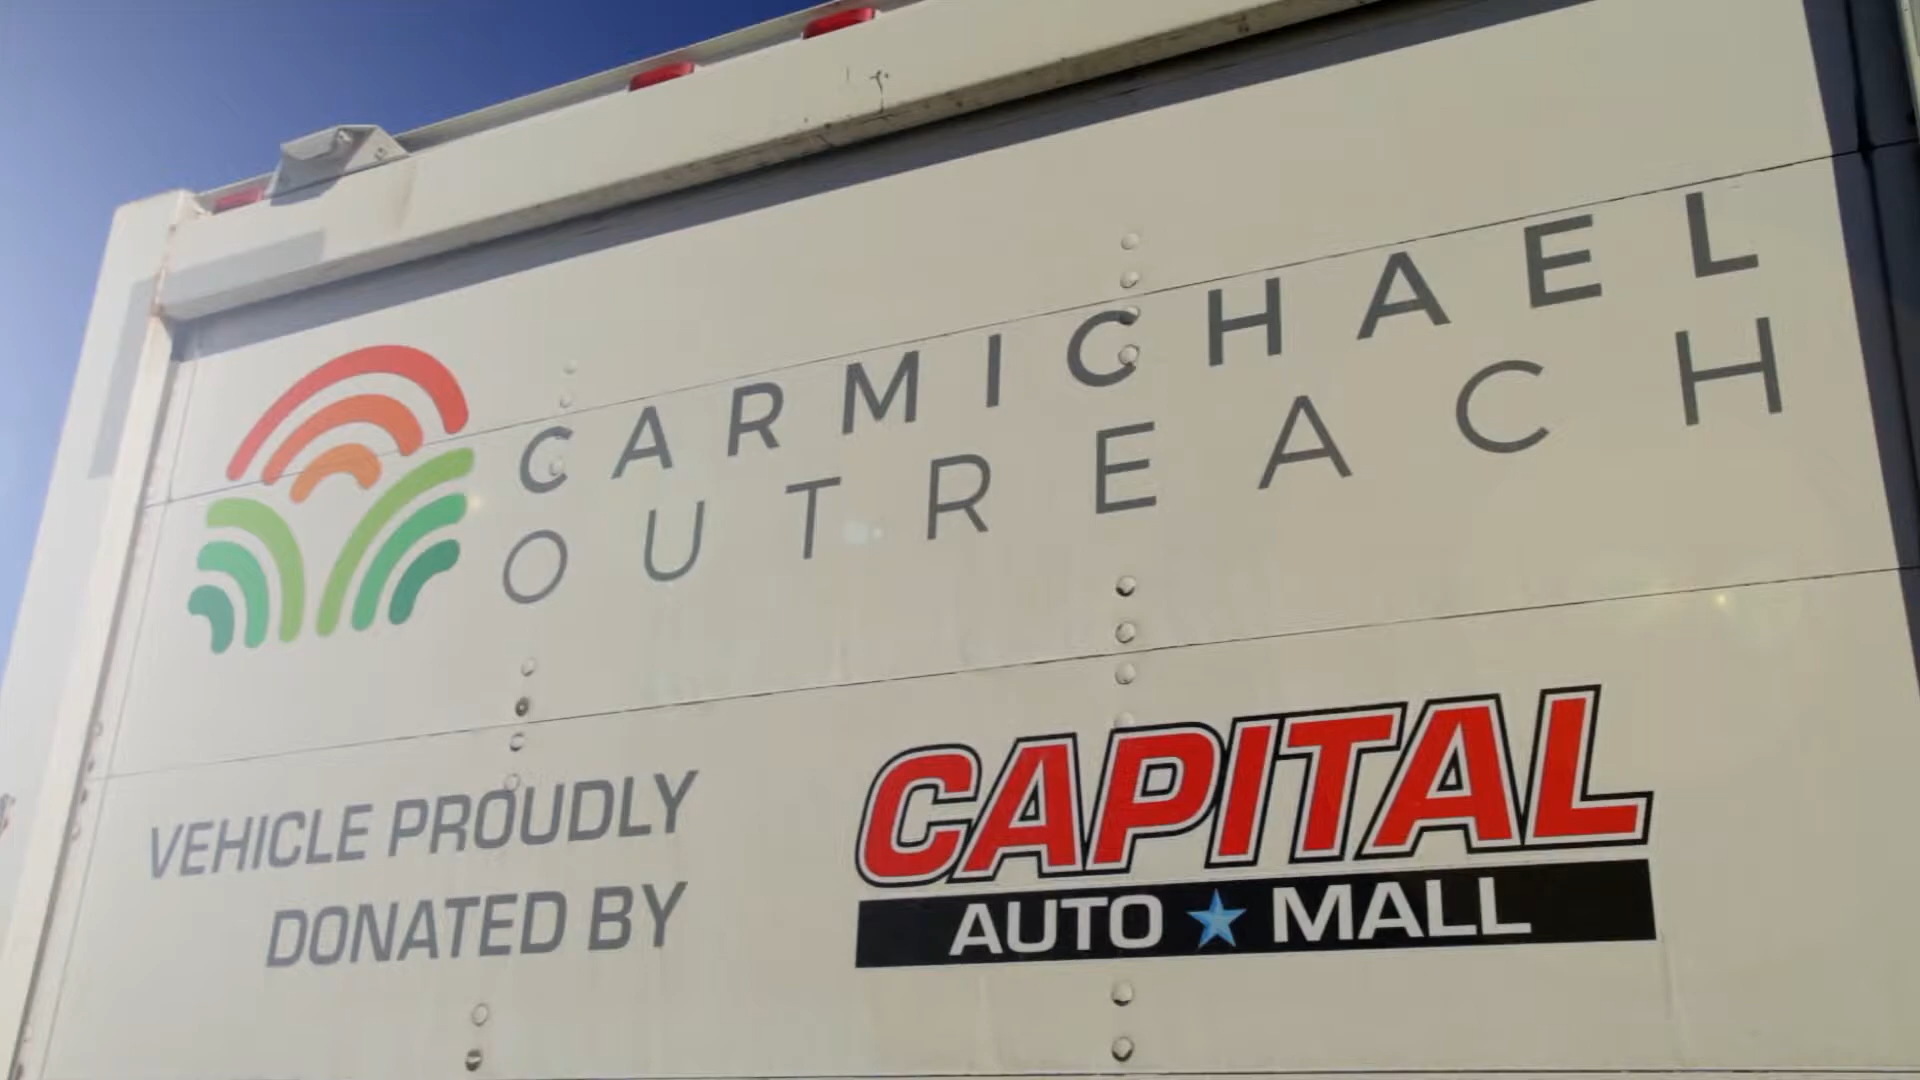 CARMICHAEL
OUTREACH
VEHICLE PROUDLY
DONATED BY
CAPITAL
AUTO MALL